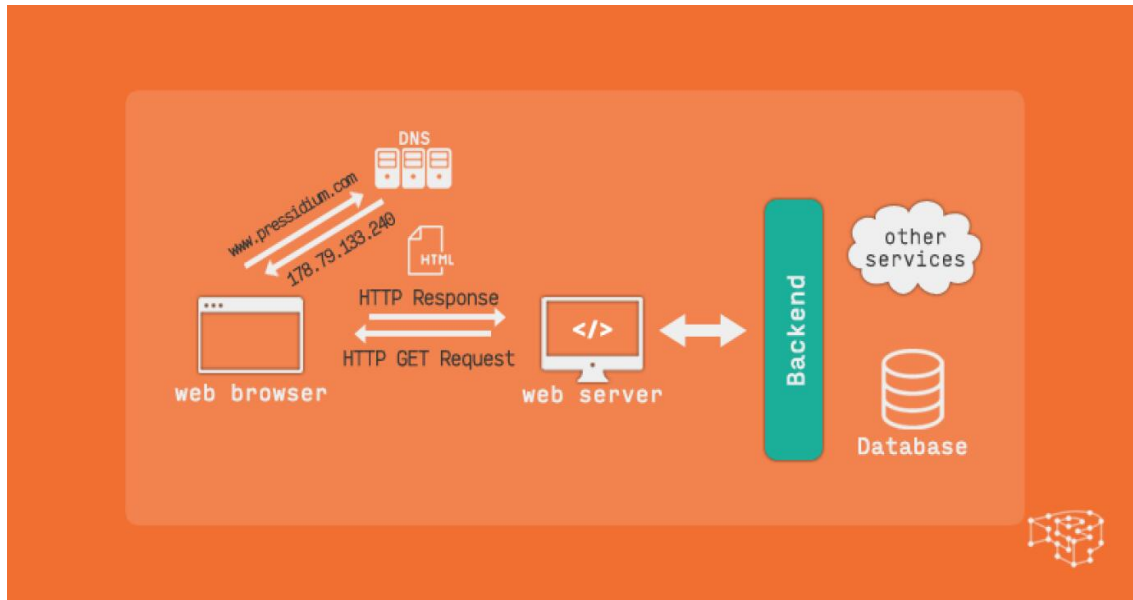 DNS
www.pressidium.com
178.79.133.240
HTML
HTTP Response
HTTP GET Request
web browser
</>
web server
Backend
other
services
Database